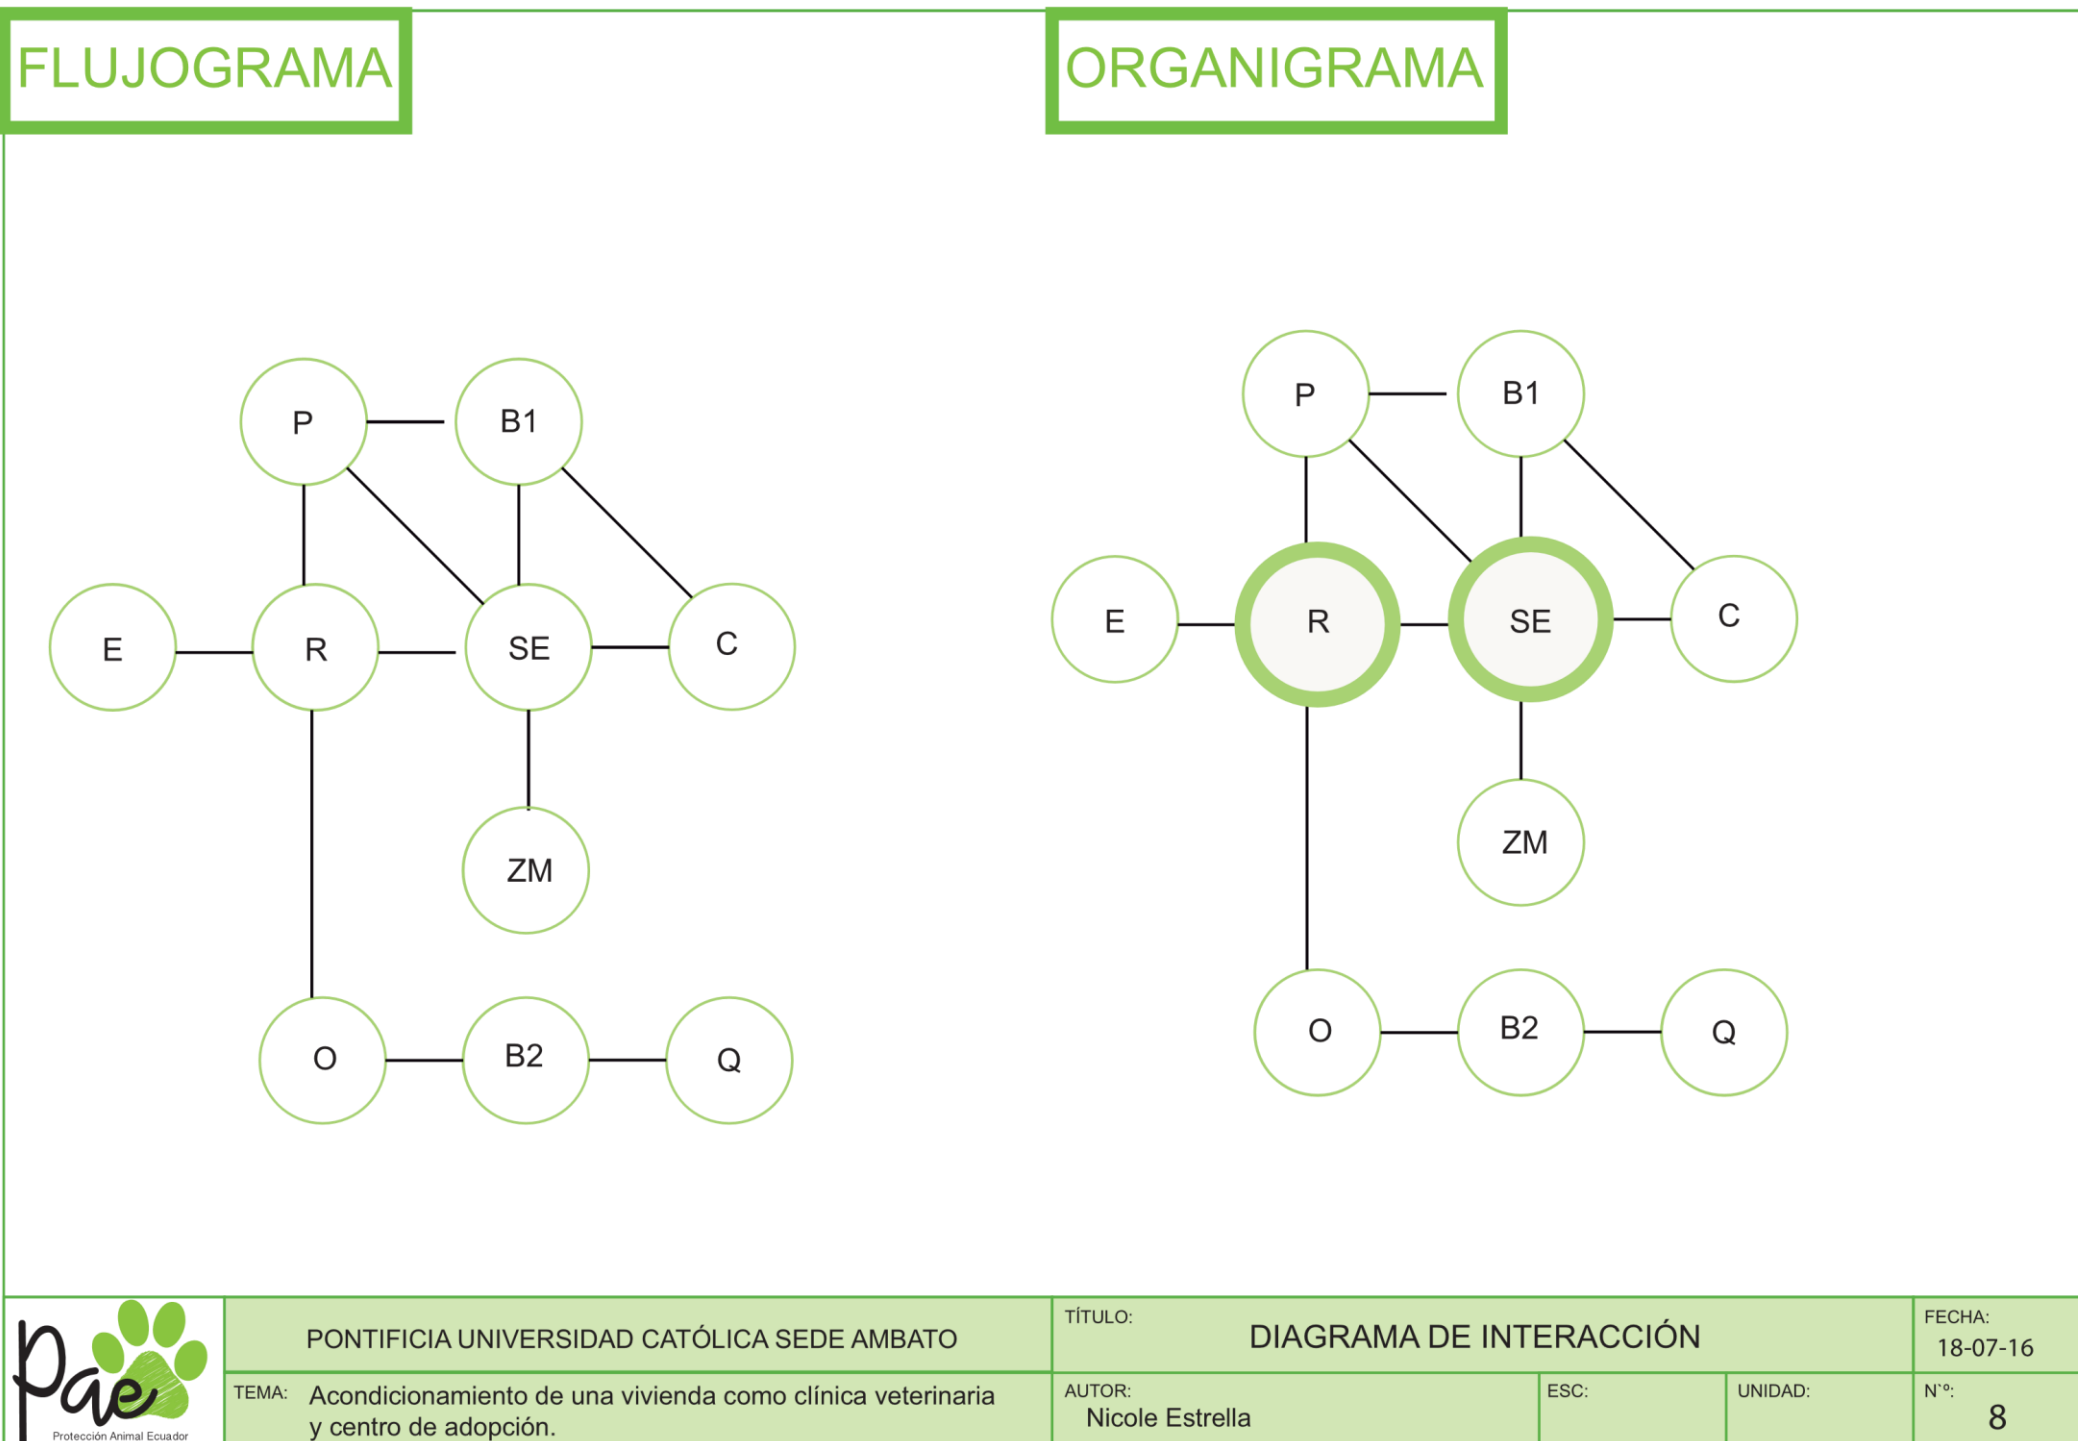 FLUJOGRAMA
ORGANIGRAMA
P
B1
E
R
SE
C
ZM
O
B2
Q
P
B1
E
R
SE
C
ZM
O
B2
Q
pae
Protección Animal Ecuador
PONTIFICIA UNIVERSIDAD CATÓLICA SEDE AMBATO
TEMA: Acondicionamiento de una vivienda como clínica veterinaria
y centro de adopción.
TÍTULO:
DIAGRAMA DE INTERACCIÓN
FECHA:
18-07-16
AUTOR:
Nicole Estrella
ESC:
UNIDAD:
N`º:
8